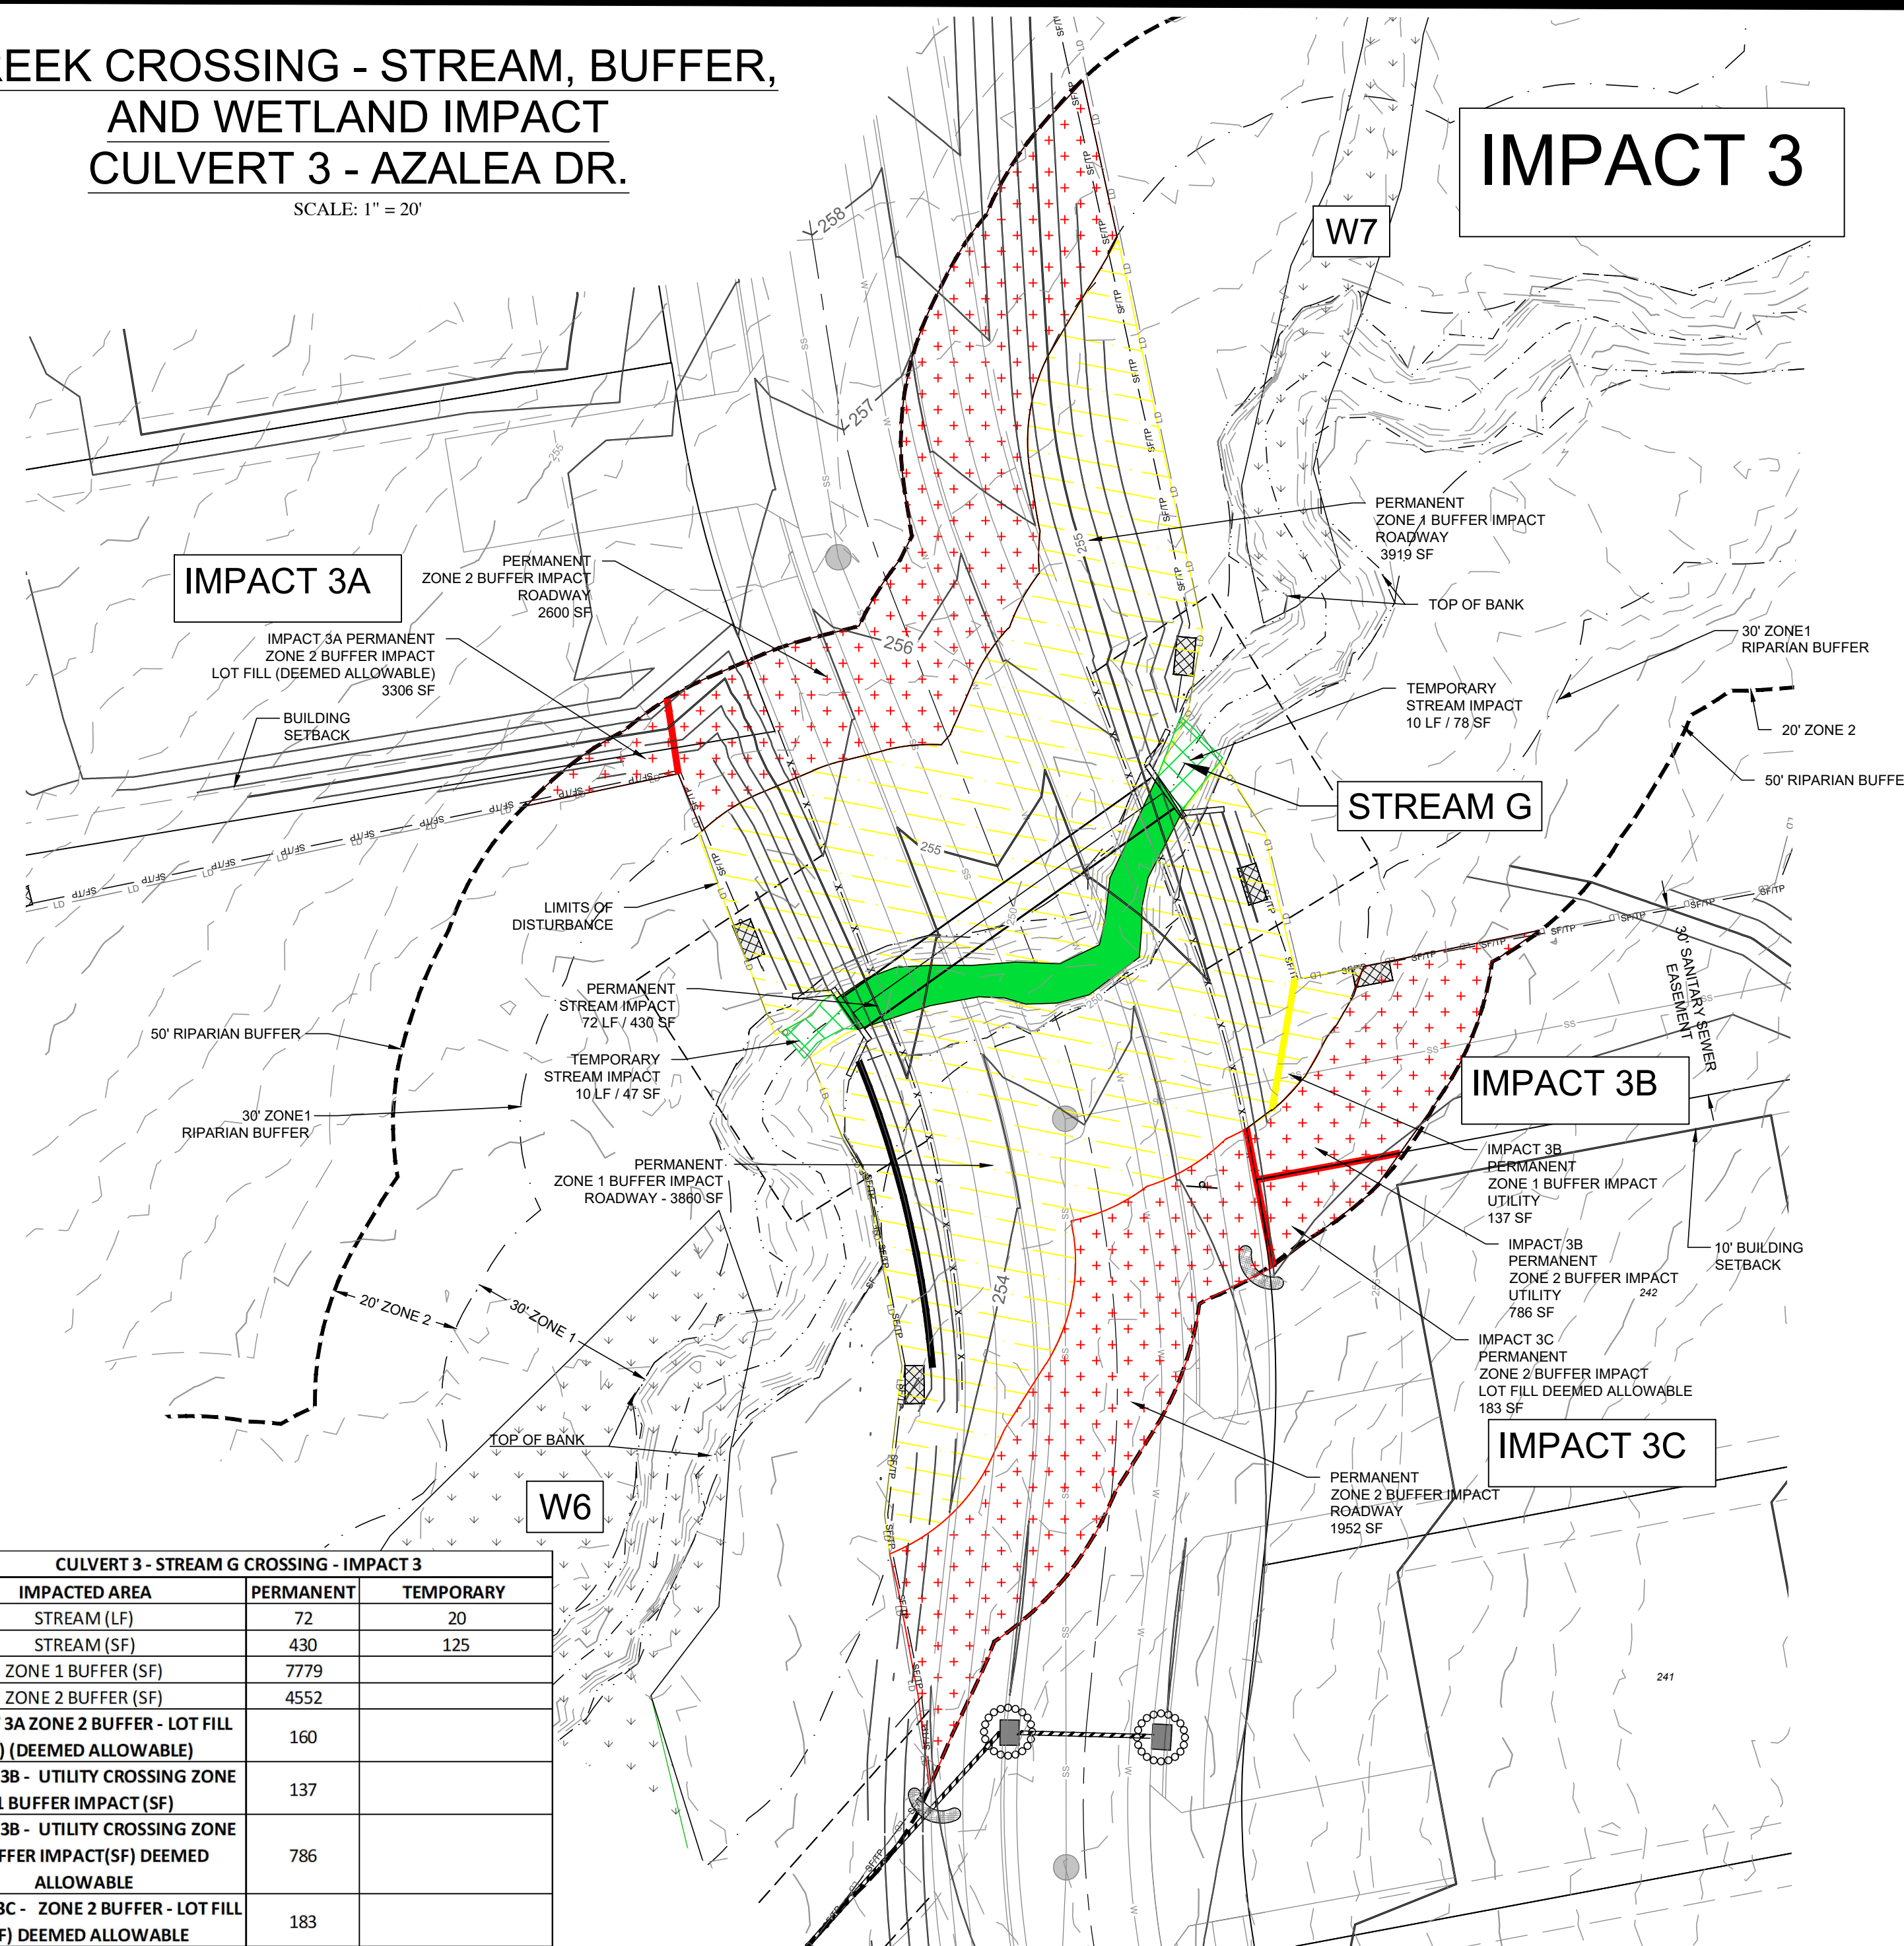 EEK CROSSING - STREAM, BUFFER,
AND WETLAND IMPACT
CULVERT 3 - AZALEA DR.
SCALE: 1" = 20'
IMPACT 3
W7
258
257
256
255
255
255
254
250
250
IMPACT 3A
PERMANENT
ZONE 2 BUFFER IMPACT
ROADWAY
2600 SF
IMPACT 3A PERMANENT
ZONE 2 BUFFER IMPACT
LOT FILL (DEEMED ALLOWABLE)
3306 SF
BUILDING
SETBACK
PERMANENT
ZONE 1 BUFFER IMPACT
ROADWAY
3919 SF
TOP OF BANK
30' ZONE1
RIPARIAN BUFFER
TEMPORARY
STREAM IMPACT
10 LF / 78 SF
20' ZONE 2
50' RIPARIAN BUFFE
STREAM G
LIMITS OF
DISTURBANCE
PERMANENT
STREAM IMPACT
72 LF / 430 SF
TEMPORARY
STREAM IMPACT
10 LF / 47 SF
50' RIPARIAN BUFFER
30' ZONE1
RIPARIAN BUFFER
PERMANENT
ZONE 1 BUFFER IMPACT
ROADWAY - 3860 SF
30' SANITARY SEWER
EASEMENT
IMPACT 3B
IMPACT 3B
PERMANENT
ZONE 1 BUFFER IMPACT
UTILITY
137 SF
IMPACT 3B
PERMANENT
ZONE 2 BUFFER IMPACT
UTILITY
786 SF
242
10' BUILDING
SETBACK
IMPACT 3C
PERMANENT
ZONE 2 BUFFER IMPACT
LOT FILL DEEMED ALLOWABLE
183 SF
IMPACT 3C
20' ZONE 2
30' ZONE 1
TOP OF BANK
W6
PERMANENT
ZONE 2 BUFFER IMPACT
ROADWAY
1952 SF
241
CULVERT 3 - STREAM G CROSSING - IMPACT 3
IMPACTED AREA PERMANENT TEMPORARY
STREAM (LF) 72 20
STREAM (SF) 430 125
ZONE 1 BUFFER (SF) 7779
ZONE 2 BUFFER (SF) 4552
3A ZONE 2 BUFFER - LOT FILL
) (DEEMED ALLOWABLE) 160
3B - UTILITY CROSSING ZONE
1 BUFFER IMPACT (SF) 137
3B - UTILITY CROSSING ZONE
FFER IMPACT(SF) DEEMED
ALLOWABLE 786
3C - ZONE 2 BUFFER - LOT FILL
F) DEEMED ALLOWABLE 183